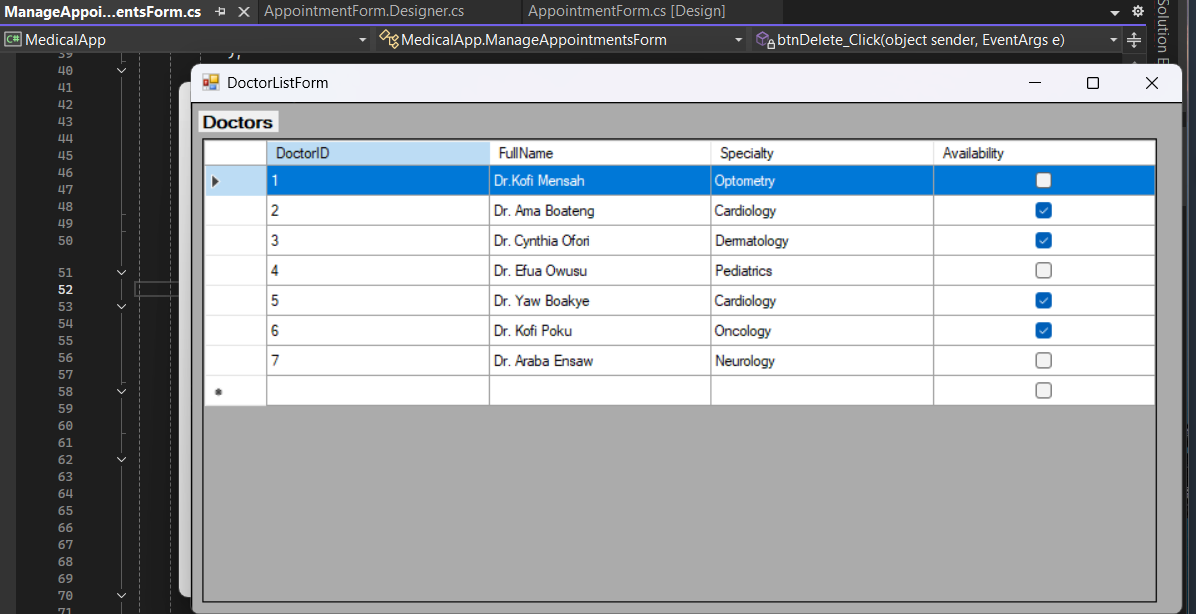 ManageAppoi...entsForm.cs AppointmentForm.Designer.cs AppointmentForm.cs [Design]
C# MedicalApp MedicalApp.ManageAppointmentsForm btnDelete_Click(object sender, EventArgs e)
Solution E
39 );
40
41
42
43
44
45
46
47
48
49
50
51
52
53
54
55
56
57
58
59
60
61
62
63
64
65
66
67
68
69
70
71
DoctorListForm
Doctors
DoctorID FullName Specialty Availability
1 Dr.Kofi Mensah Optometry
2 Dr. Ama Boateng Cardiology
3 Dr. Cynthia Ofori Dermatology
4 Dr. Efua Owusu Pediatrics
5 Dr. Yaw Boakye Cardiology
6 Dr. Kofi Poku Oncology
7 Dr. Araba Ensaw Neurology